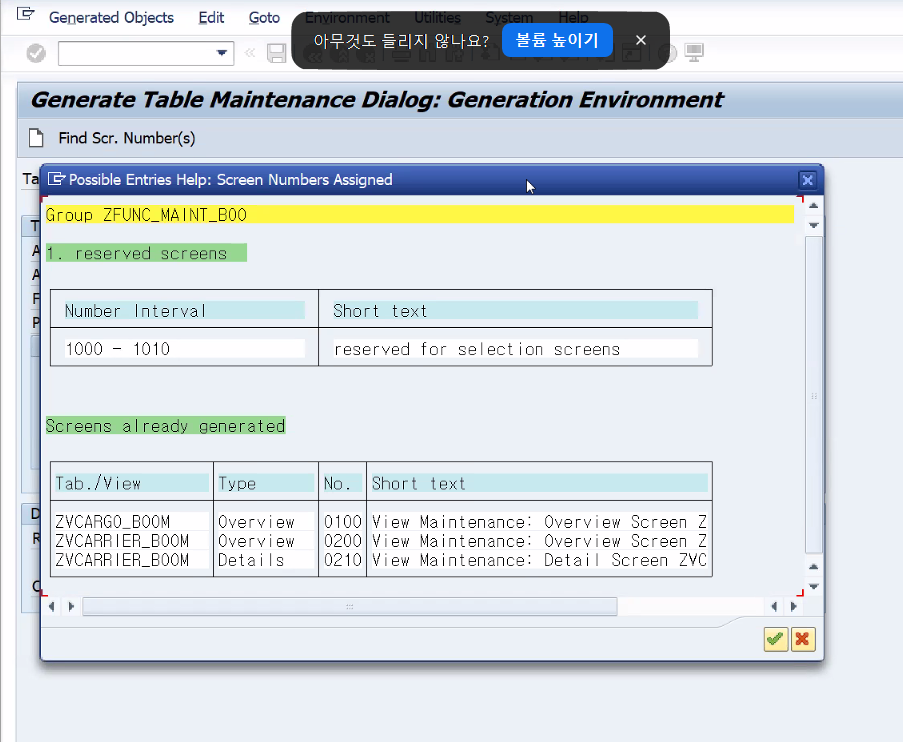 Generated Objects Edit Goto Environment Utilities System Help
아무것도 들리지 않나요? 볼륨 높이기
Generate Table Maintenance Dialog: Generation Environment
Find Scr. Number(s)
Possible Entries Help: Screen Numbers Assigned
Group ZFUNC_MAINT_BOO
1. reserved screens
Number Interval Short text
1000 - 1010 reserved for selection screens
Screens already generated
Tab./View Type No. Short text
ZVCARGO_BOOM Overview 0100 View Maintenance: Overview Screen Z
ZVCARRIER_BOOM Overview 0200 View Maintenance: Overview Screen Z
ZVCARRIER_BOOM Details 0210 View Maintenance: Detail Screen ZVC